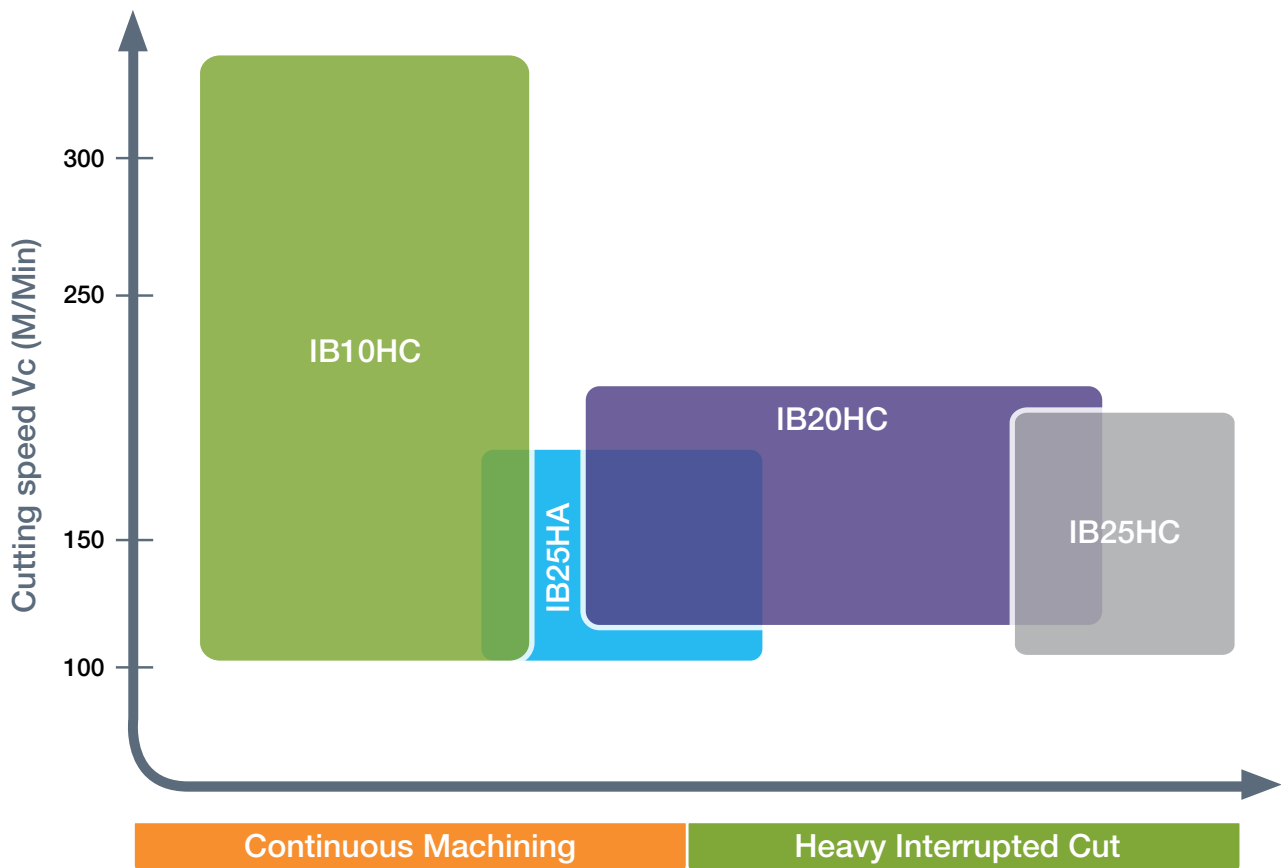 Cutting speed Vc (M/Min)
300
250
150
100
IB10HC
IB25HA
IB20HC
IB25HC
Continuous Machining
Heavy Interrupted Cut